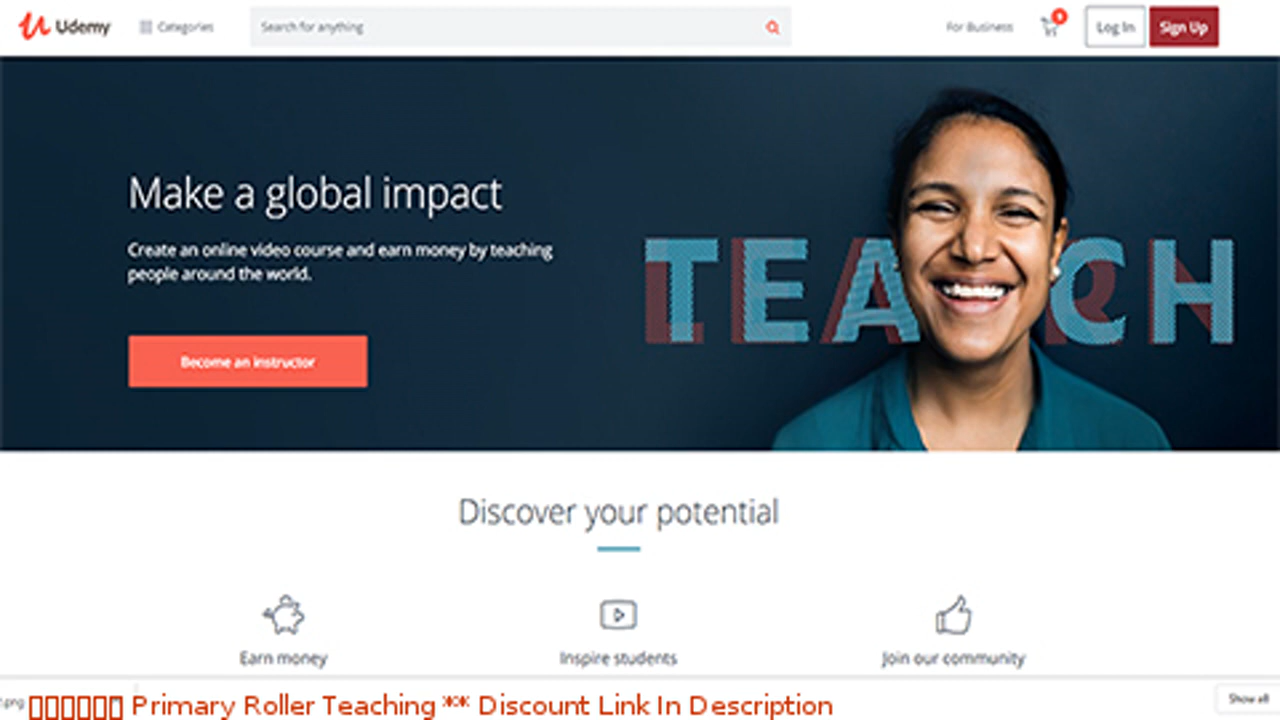 Udemy
Categories
Search for anything
For Business
Log In
Sign Up
Make a global impact
Create an online video course and earn money by teaching
people around the world.
Become an instructor
TEACH
Discover your potential
Earn money
Inspire students
Join our community
.png
Primary Roller Teaching ** Discount Link In Description
Show all